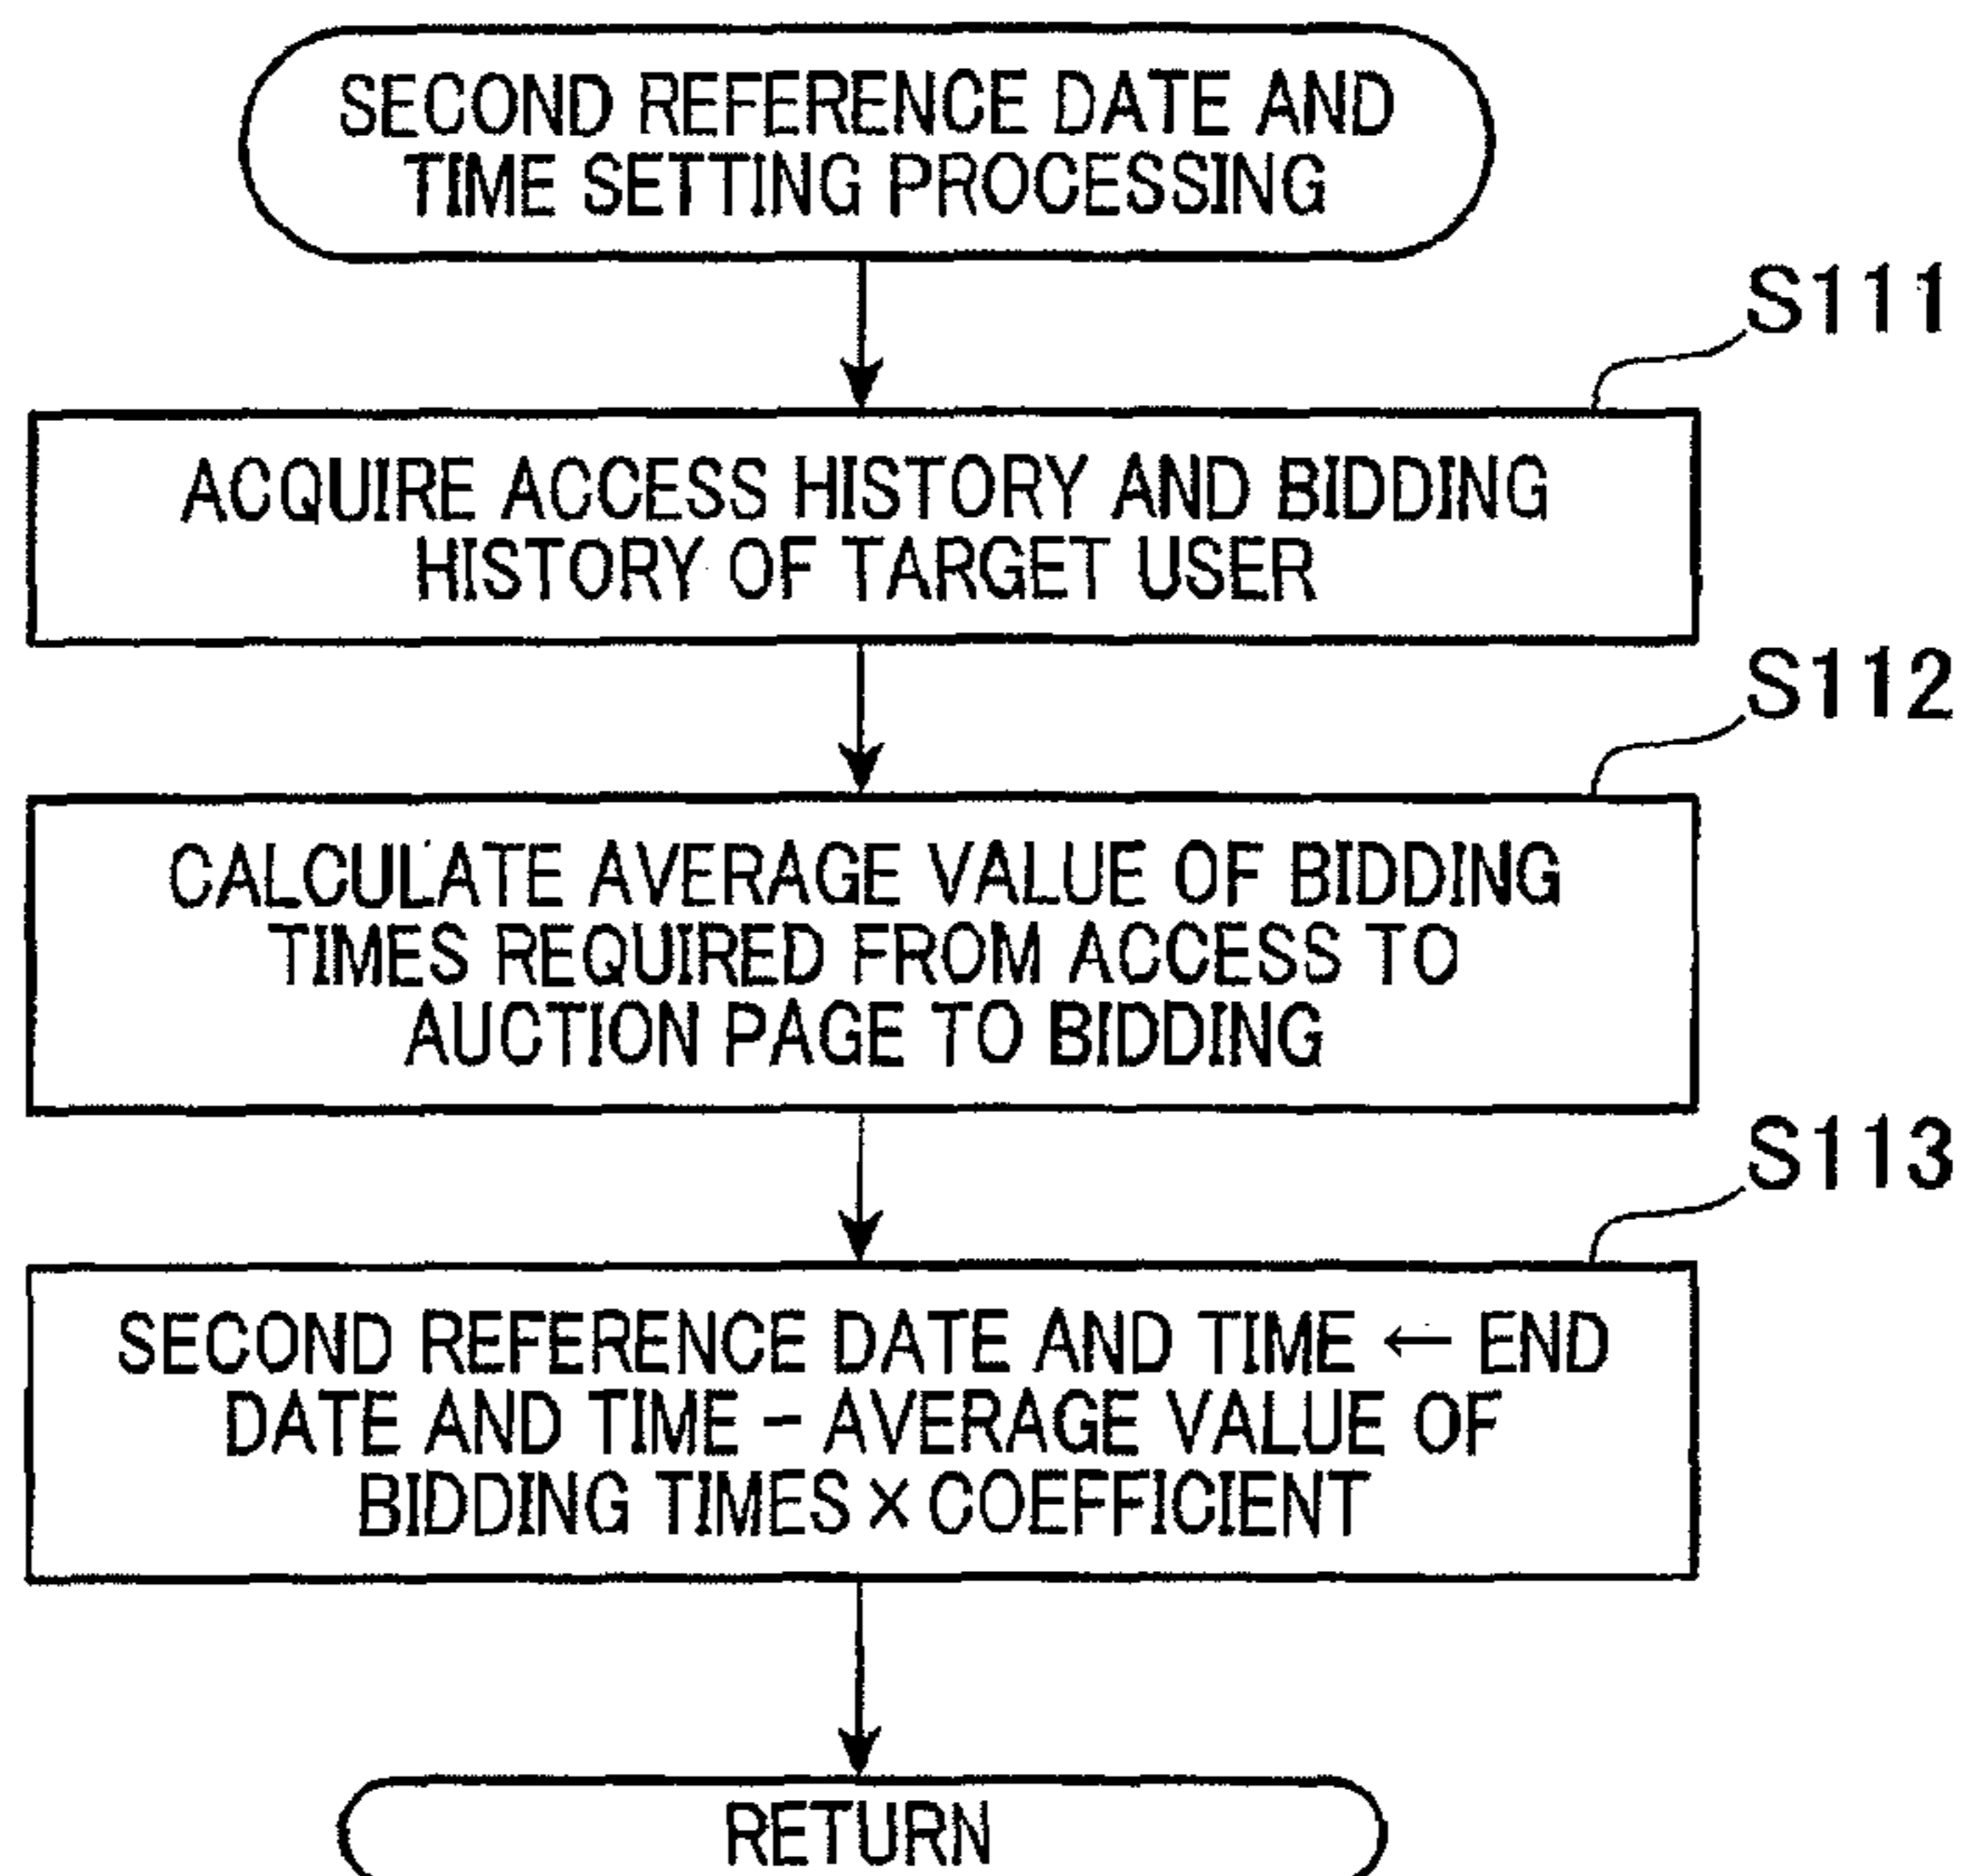 SECOND REFERENCE DATE AND
TIME SETTING PROCESSING
S111
ACQUIRE ACCESS HISTORY AND BIDDING
HISTORY OF TARGET USER
S112
CALCULATE AVERAGE VALUE OF BIDDING
TIMES REQUIRED FROM ACCESS TO
AUCTION PAGE TO BIDDING
S113
SECOND REFERENCE DATE AND TIME ← END
DATE AND TIME − AVERAGE VALUE OF
BIDDING TIMES × COEFFICIENT
RETURN